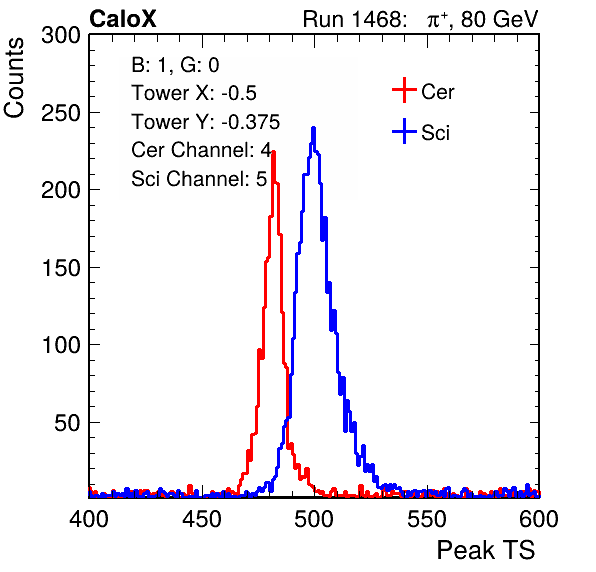 CaloX Run 1468: π⁺, 80 GeV
Counts
B: 1, G: 0
Tower X: -0.5
Tower Y: -0.375
Cer Channel: 4
Sci Channel: 5
Cer
Sci
300
250
200
150
100
50
400 450 500 550 600
Peak TS